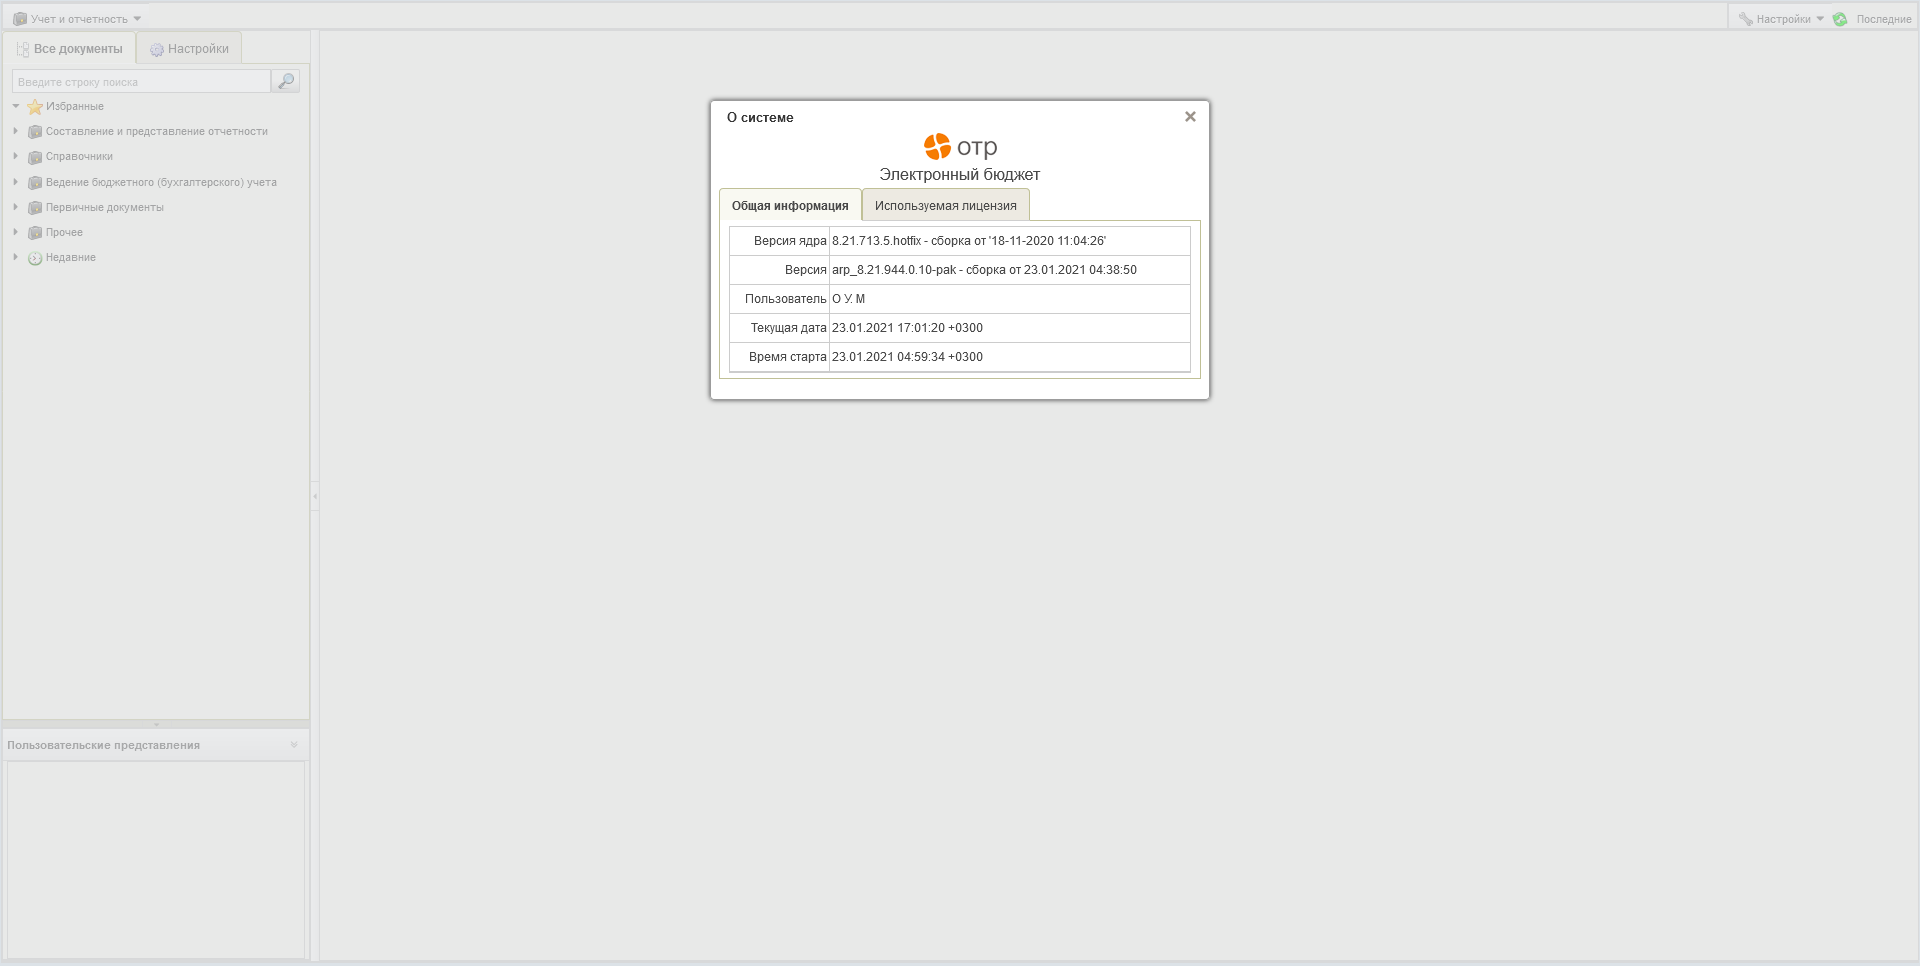 Учет и отчетность
Настройки
Последние
Все документы
Настройки
Введите строку поиска
Избранные
Составление и представление отчетности
Справочники
Ведение бюджетного (бухгалтерского) учета
Первичные документы
Прочее
Недавние
Пользовательские представления
О системе
отр
Электронный бюджет
Общая информация
Используемая лицензия
Версия ядра 8.21.713.5.hotfix - сборка от '18-11-2020 11:04:26'
Версия arp_8.21.944.0.10-pak - сборка от 23.01.2021 04:38:50
Пользователь О У. М
Текущая дата 23.01.2021 17:01:20 +0300
Время старта 23.01.2021 04:59:34 +0300